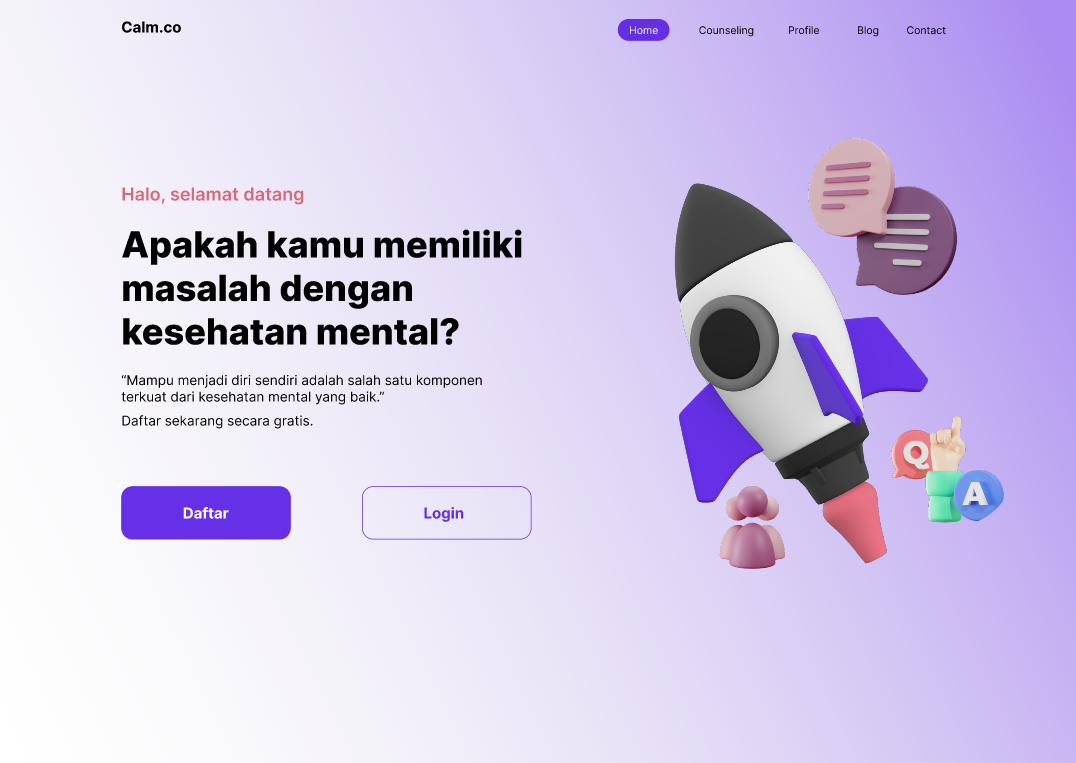 Calm.co
Home Counseling Profile Blog Contact
Halo, selamat datang
Apakah kamu memiliki
masalah dengan
kesehatan mental?
“Mampu menjadi diri sendiri adalah salah satu komponen
terkuat dari kesehatan mental yang baik.”
Daftar sekarang secara gratis.
Daftar
Login
Q
A